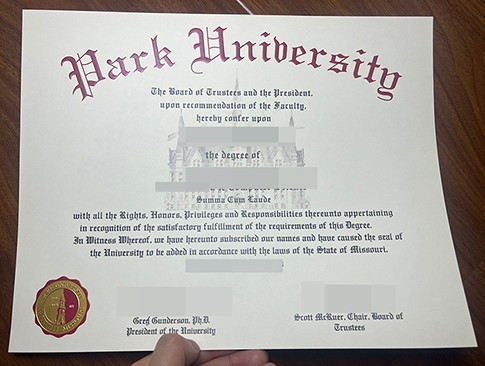 Park University
The Board of Trustees and the President,
upon recommendation of the Faculty,
hereby confer upon
the degree of
Summa Cum Laude
with all the Rights, Honors, Privileges and Responsibilities thereunto appertaining
in recognition of the satisfactory fulfillment of the requirements of this Degree.
In Witness Whereof, we have hereunto subscribed our names and have caused the seal of
the University to be added in accordance with the laws of the State of Missouri.
Greg Gunderson, Ph.D.
President of the University
Scott McRuer, Chair, Board of
Trustees